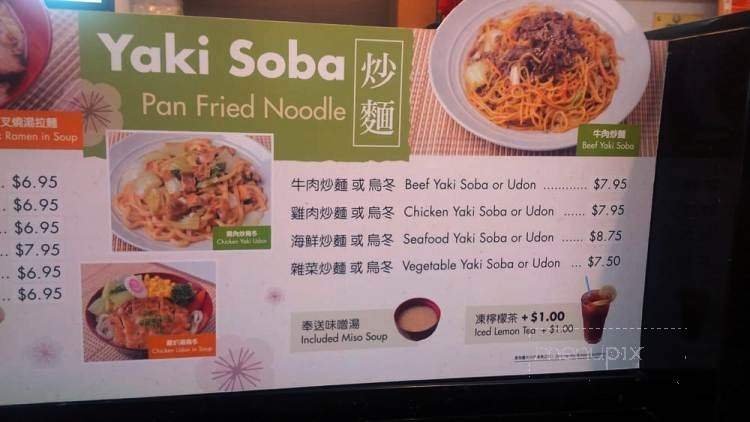 Yaki Soba
Pan Fried Noodle
炒麵
牛肉炒麵
Beef Yaki Soba
叉燒湯拉麵
Ramen in Soup
... $6.95
... $6.95
... $6.95
... $7.95
... $6.95
... $6.95
雞肉炒烏冬
Chicken Yaki Udon
Chicken Udon in Soup
牛肉炒麵 或 烏冬 Beef Yaki Soba or Udon ............ $7.95
雞肉炒麵 或 烏冬 Chicken Yaki Soba or Udon ...... $7.95
海鮮炒麵 或 烏冬 Seafood Yaki Soba or Udon ...... $8.75
雜菜炒麵 或 烏冬 Vegetable Yaki Soba or Udon ... $7.50
奉送味噌湯
Included Miso Soup
凍檸檬茶 + $1.00
Iced Lemon Tea + $1.00
menupix